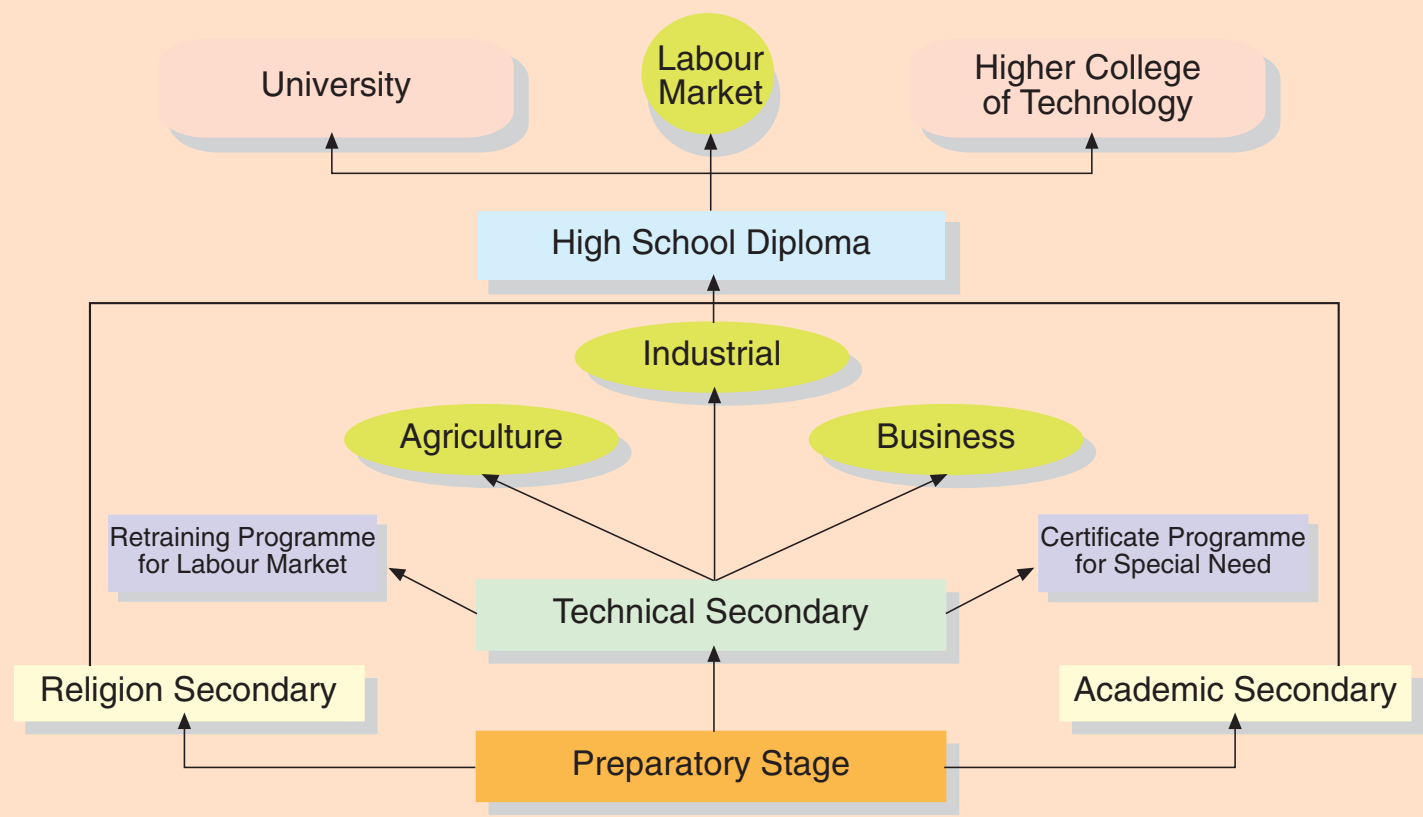 University
Labour
Market
Higher College
of Technology
High School Diploma
Industrial
Agriculture
Business
Retraining Programme
for Labour Market
Certificate Programme
for Special Need
Technical Secondary
Religion Secondary
Academic Secondary
Preparatory Stage